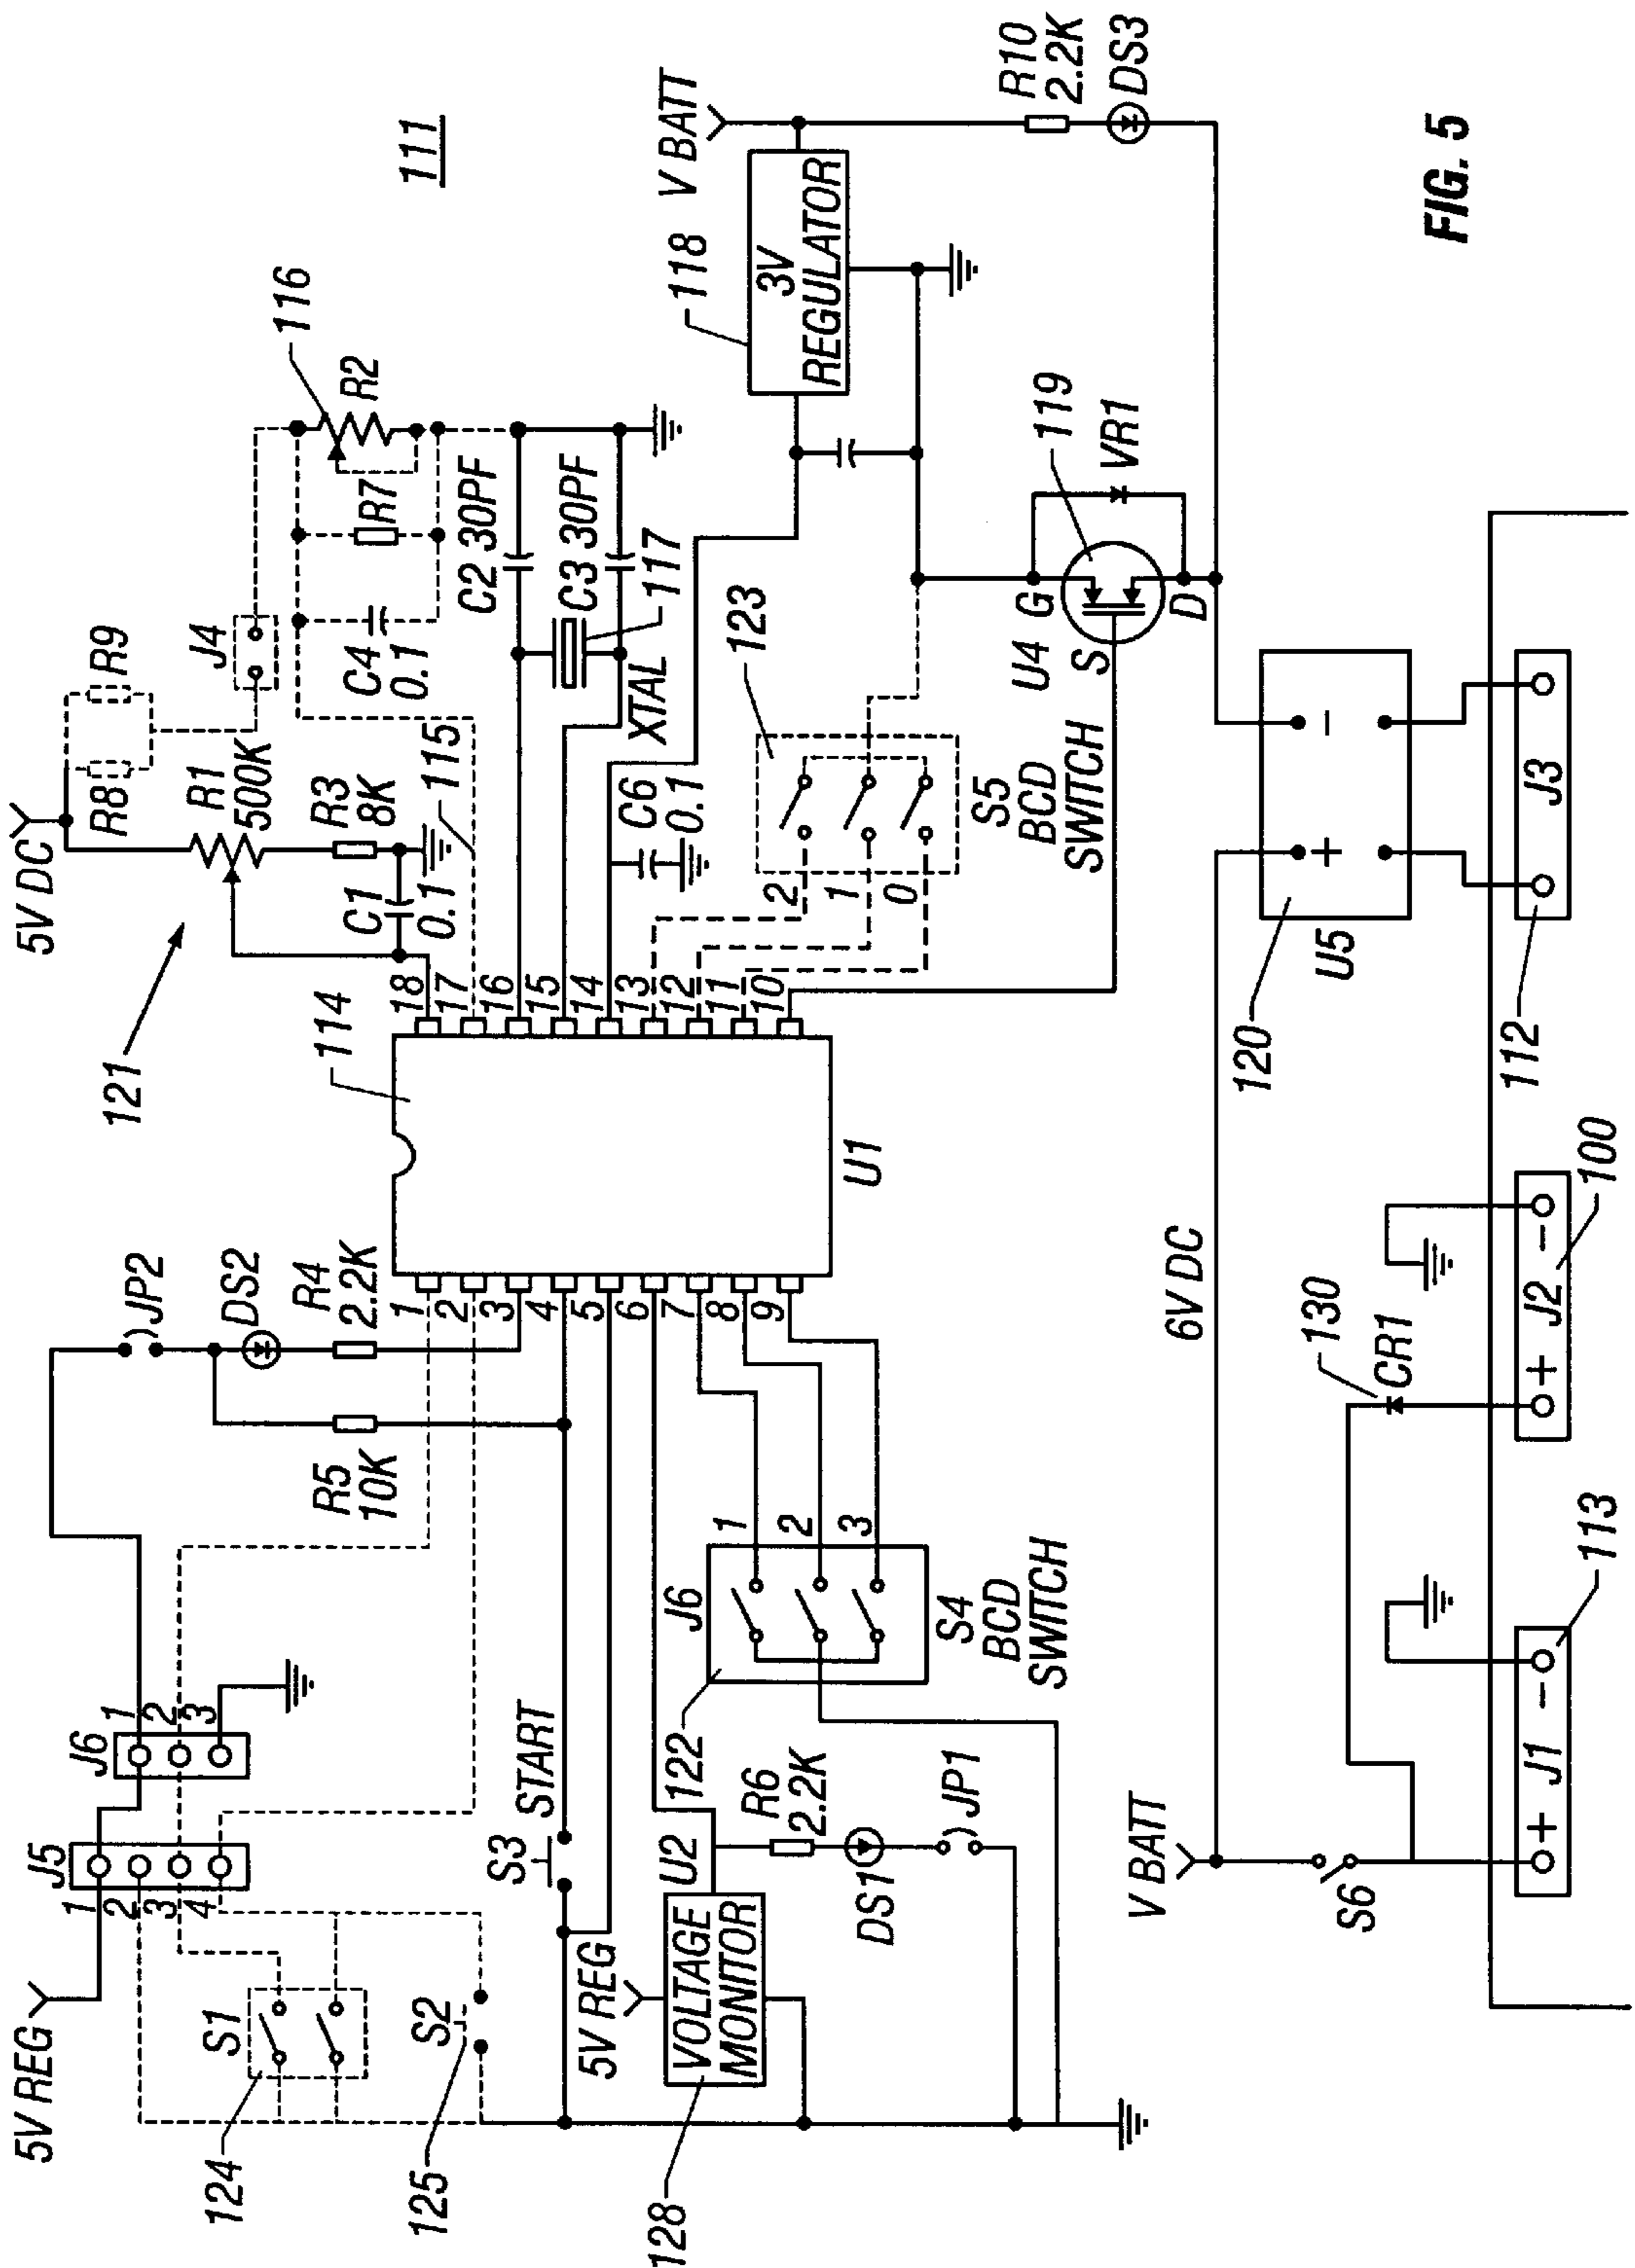 5V REG
J5
1
2
3
4
J6
1
2
3
S1
124
S2
125
JP2
DS2
R4
2.2K
R5
10K
S3
START
5V REG
U2
VOLTAGE
MONITOR
128
R6
2.2K
DS1
JP1
J6
1
2
3
122
S4
BCD
SWITCH
1
2
3
4
5
6
7
8
9
114
U1
18
17
16
15
14
13
12
11
10
121
5V DC
R8
R9
R1
500K
R3
8K
C1
0.1
115
J4
C4
0.1
R7
R2
116
C2 30PF
C3 30PF
117
XTAL
C6
0.1
123
2
1
0
S5
BCD
SWITCH
111
V BATT
118
3V
REGULATOR
R10
2.2K
DS3
119
VR1
U4
G
S
D
V BATT
6V DC
S6
130
CR1
120
+
−
U5
+ J1 −
113
+ J2 −
100
J3
112
FIG. 5